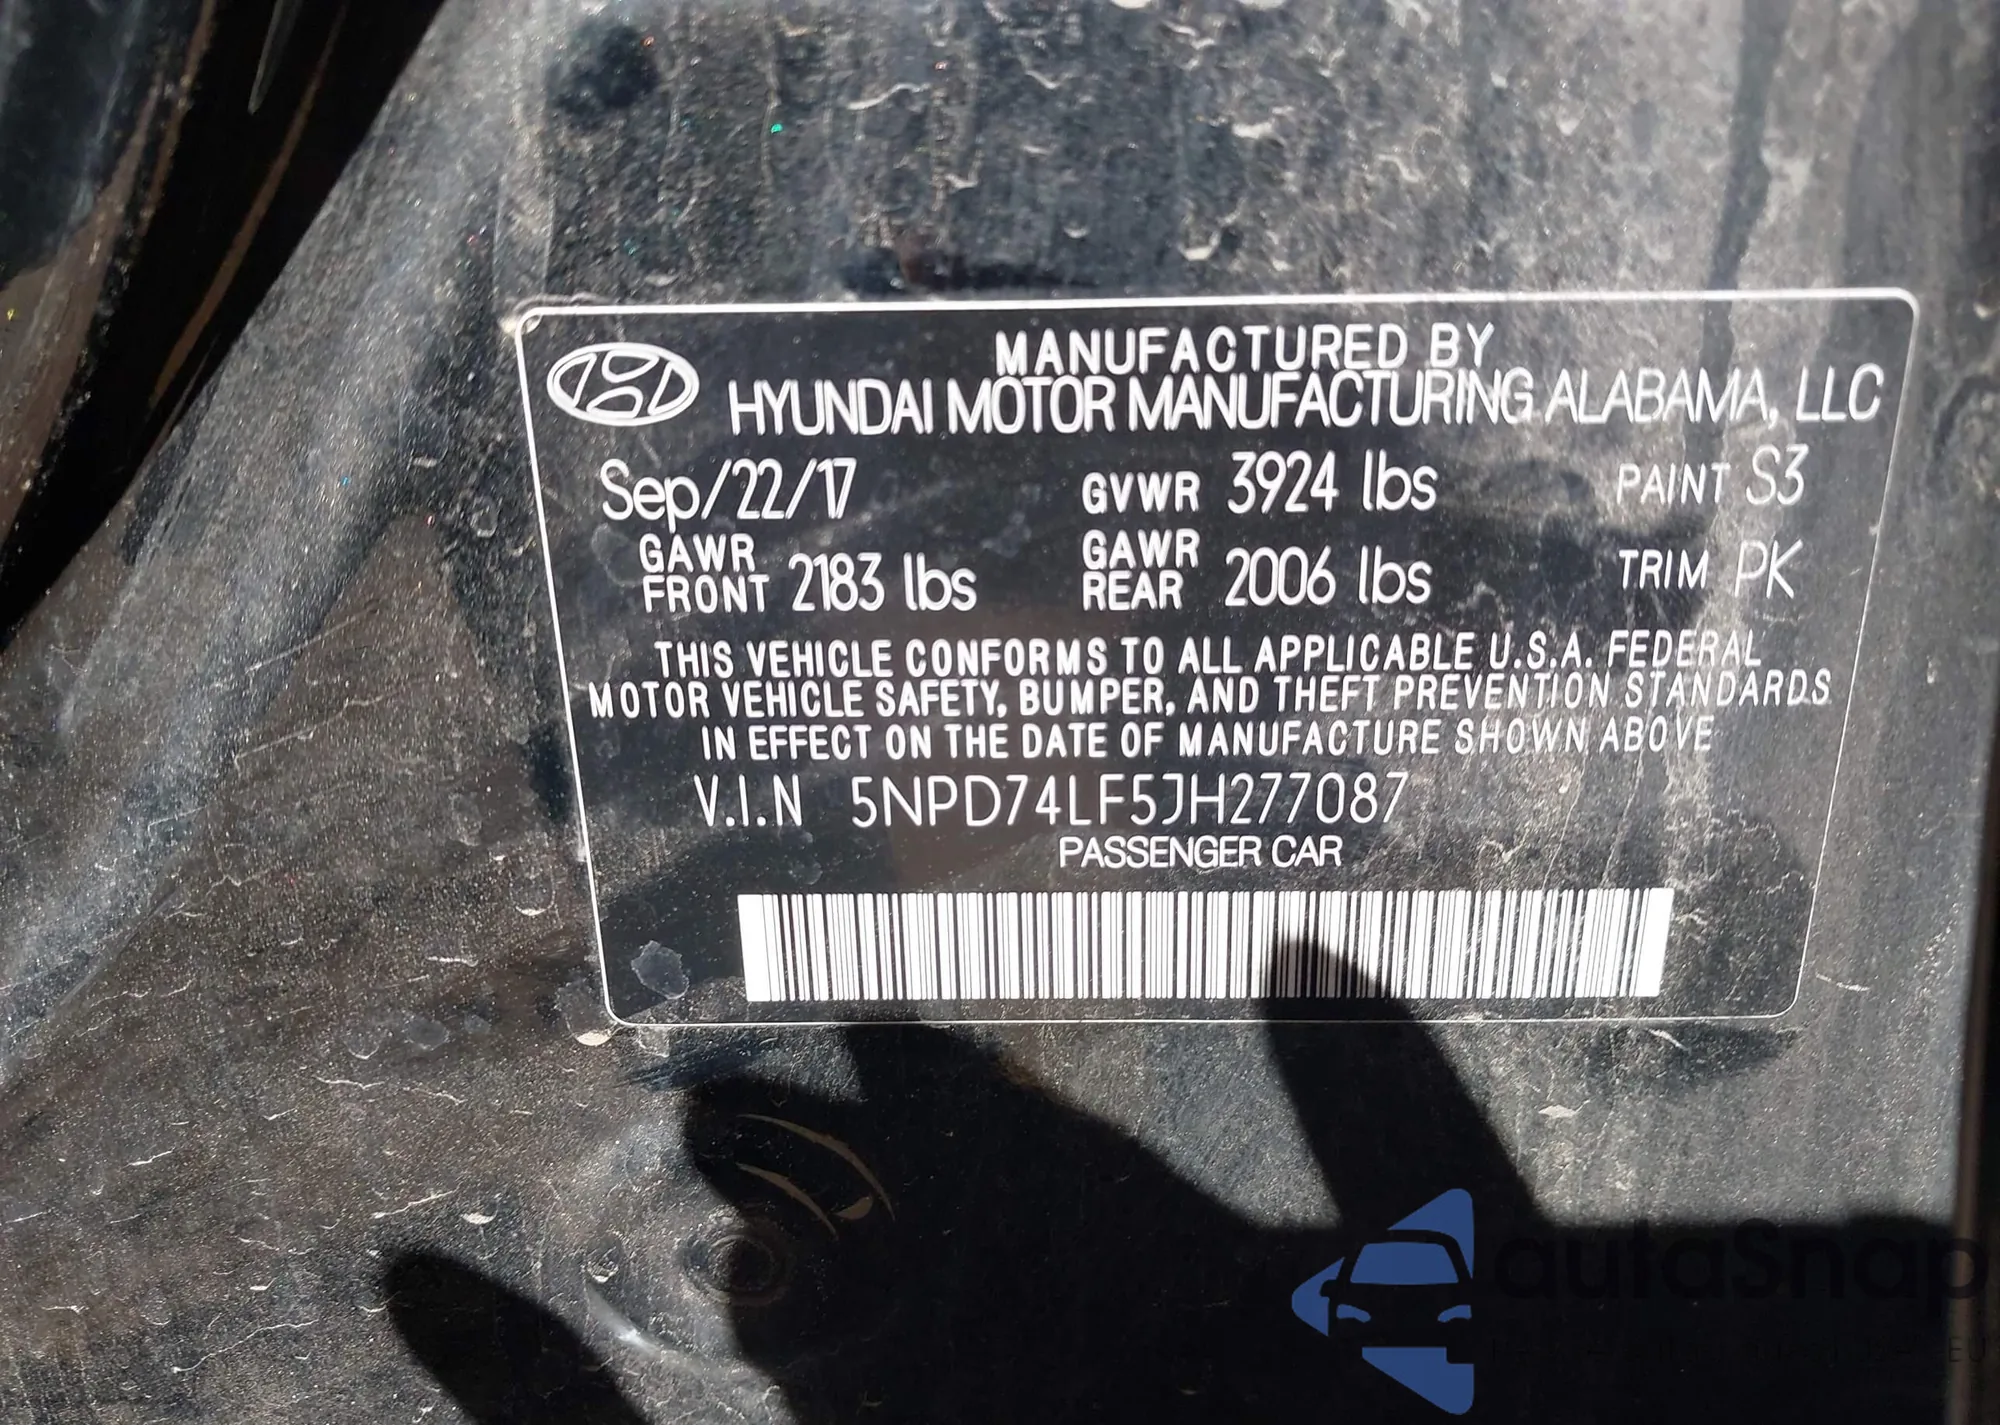 MANUFACTURED BY
HYUNDAI MOTOR MANUFACTURING ALABAMA, LLC
Sep/22/17 GVWR 3924 lbs PAINT S3
GAWR FRONT 2183 lbs GAWR REAR 2006 lbs TRIM PK
THIS VEHICLE CONFORMS TO ALL APPLICABLE U.S.A. FEDERAL
MOTOR VEHICLE SAFETY, BUMPER, AND THEFT PREVENTION STANDARDS
IN EFFECT ON THE DATE OF MANUFACTURE SHOWN ABOVE
V.I.N 5NPD74LF5JH277087
PASSENGER CAR
autaSnap